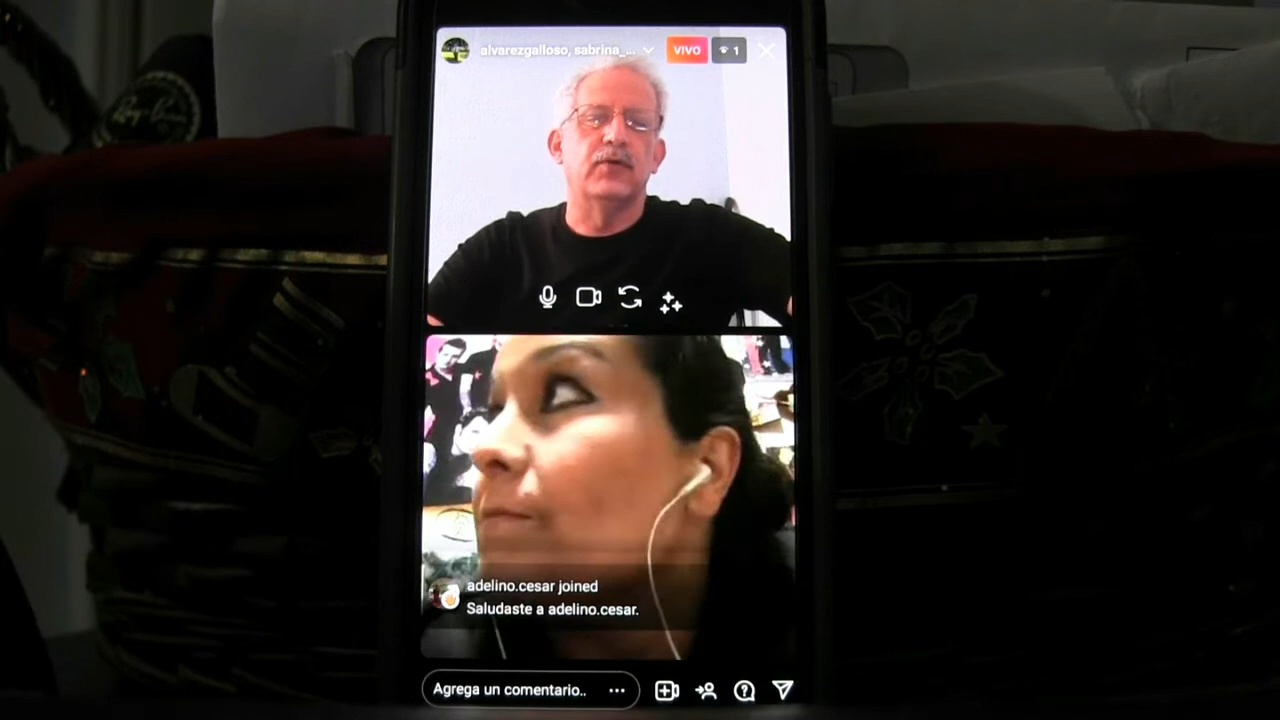 alvarezgalloso, sabrina_... VIVO 1
adelino.cesar joined
Saludaste a adelino.cesar.
Agrega un comentario..